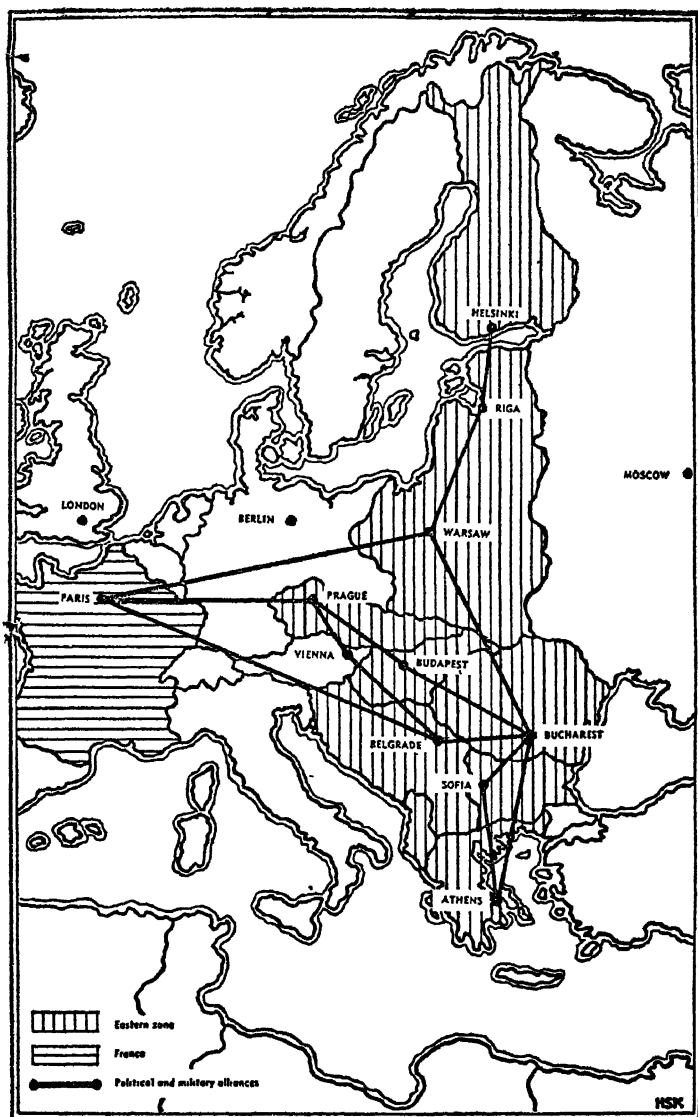 HELSINKI
RIGA
MOSCOW
LONDON
BERLIN
WARSAW
PARIS
PRAGUE
VIENNA
BUDAPEST
BELGRADE
BUCHAREST
SOFIA
ATHENS
Eastern zone
France
Political and military alliances
HSK